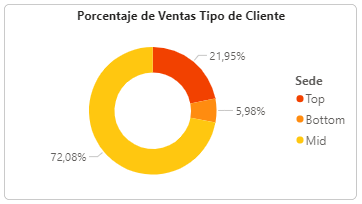 Porcentaje de Ventas Tipo de Cliente
21,95%
5,98%
72,08%
Sede
Top
Bottom
Mid